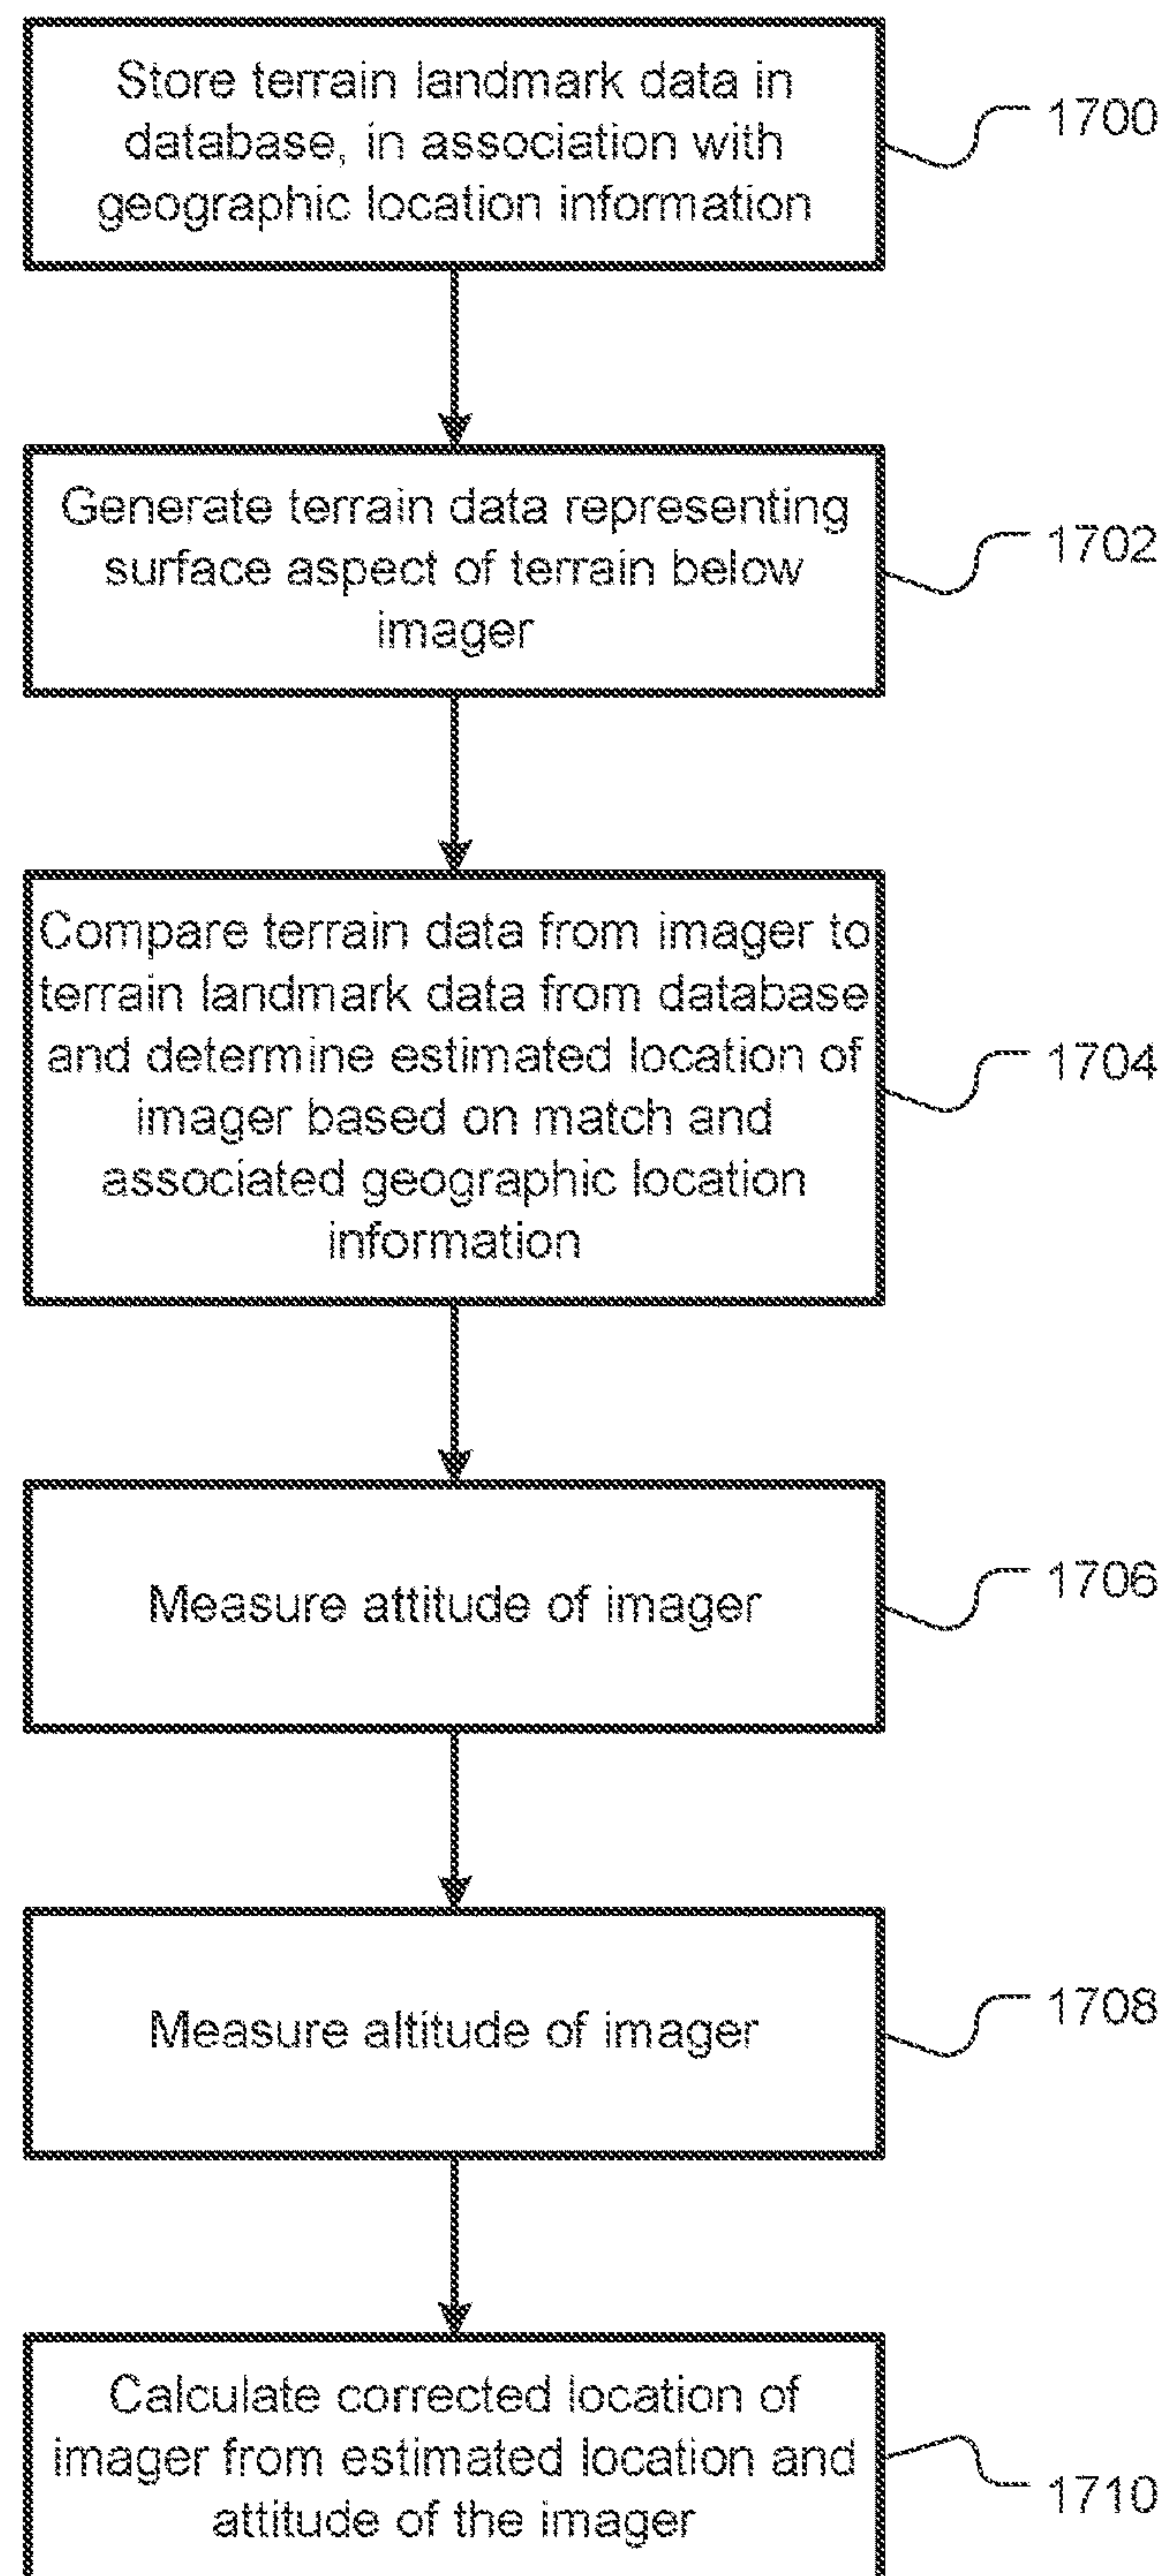 Store terrain landmark data in
database, in association with
geographic location information
1700
Generate terrain data representing
surface aspect of terrain below
imager
1702
Compare terrain data from imager to
terrain landmark data from database
and determine estimated location of
imager based on match and
associated geographic location
information
1704
Measure attitude of imager
1706
Measure altitude of imager
1708
Calculate corrected location of
imager from estimated location and
attitude of the imager
1710